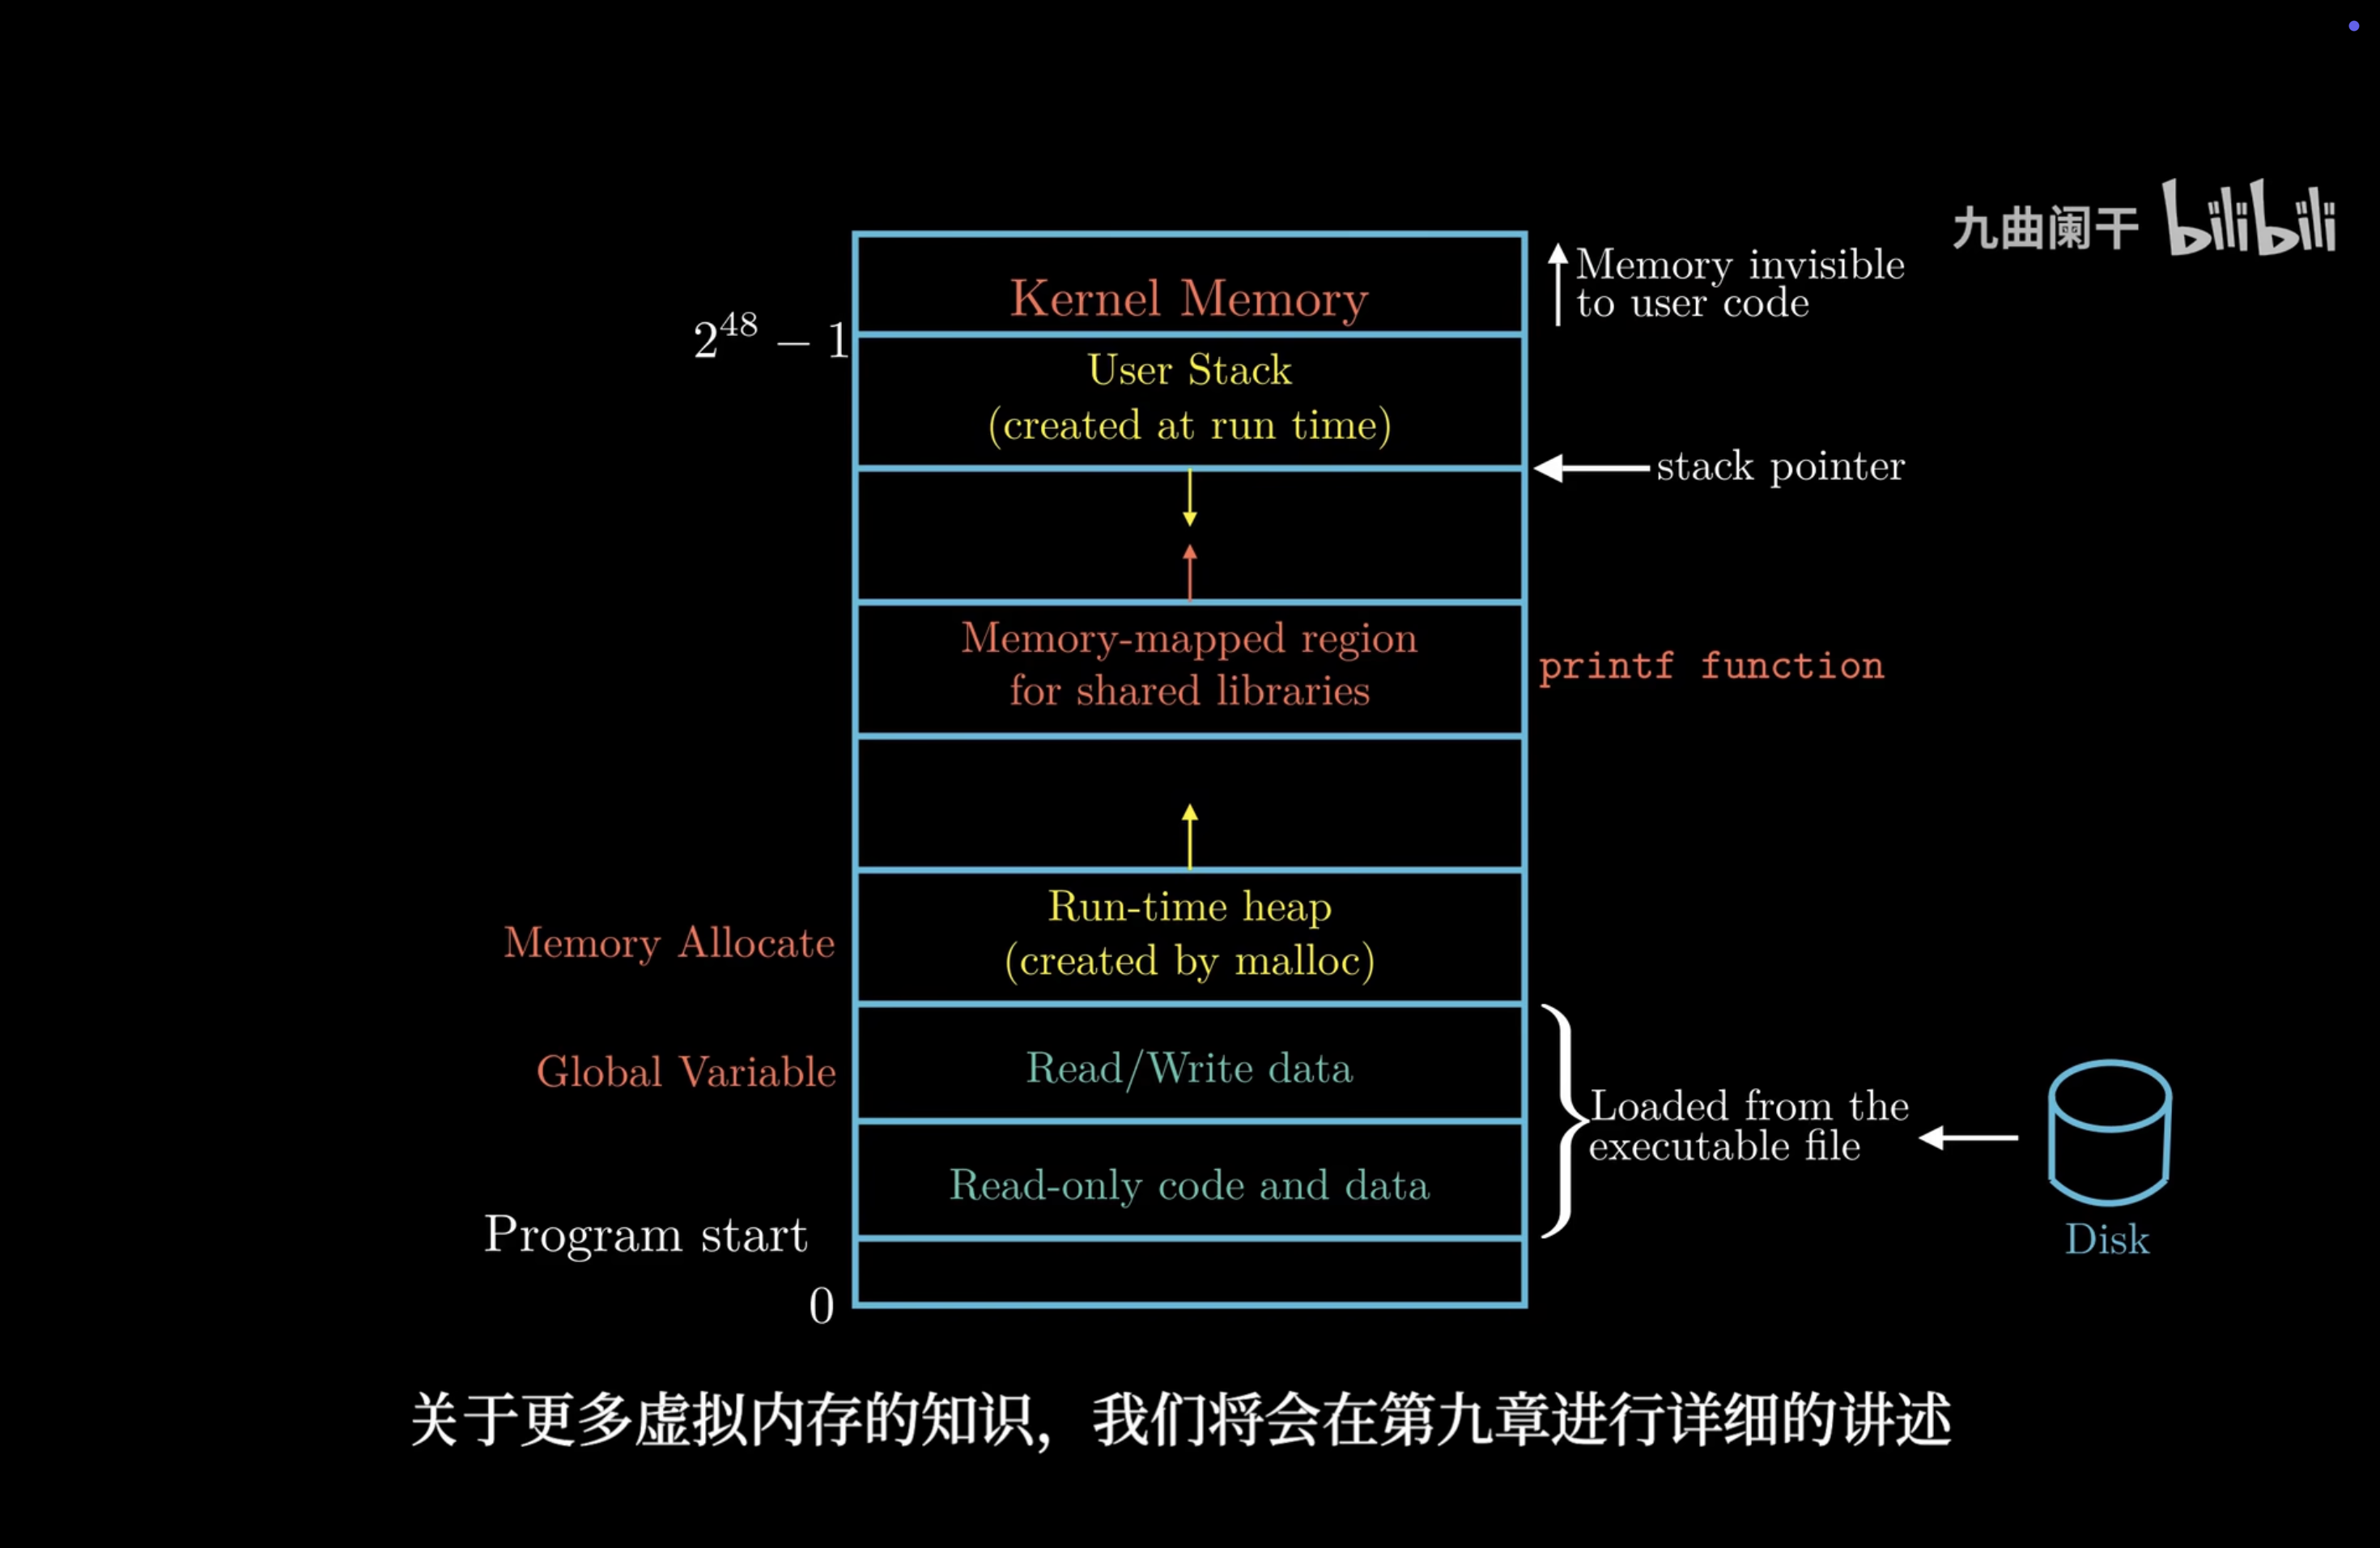 九曲阑干 bilibili
Kernel Memory
Memory invisible
to user code
2^48 − 1
User Stack
(created at run time)
stack pointer
Memory-mapped region
for shared libraries
printf function
Run-time heap
(created by malloc)
Memory Allocate
Read/Write data
Global Variable
Loaded from the
executable file
Read-only code and data
Program start
Disk
0
关于更多虚拟内存的知识，我们将会在第九章进行详细的讲述